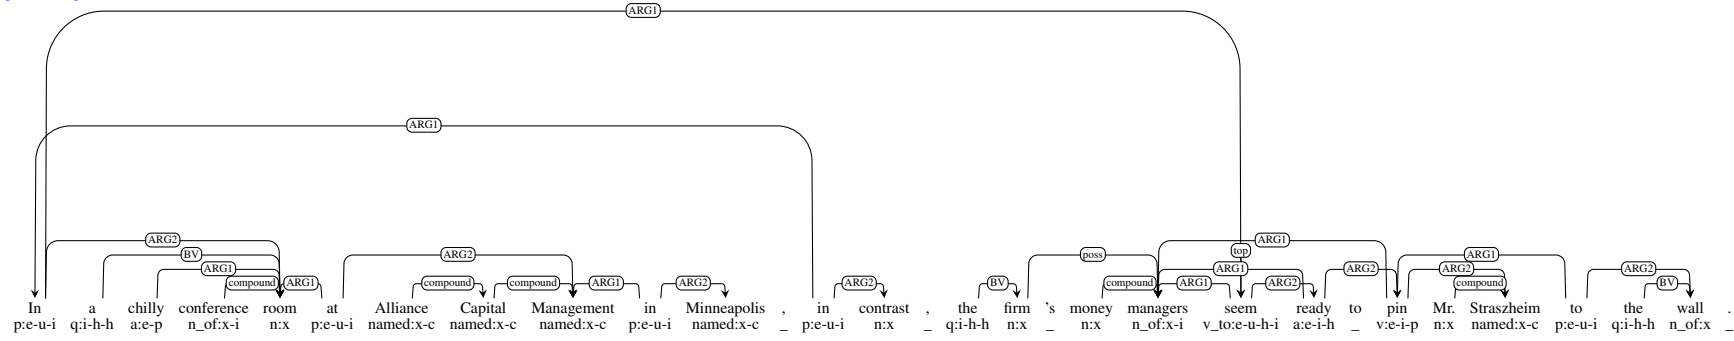 ARG1
ARG1
ARG2 ARG1
BV ARG2 poss top ARG1
ARG1 ARG1 ARG2 ARG2 ARG2
compound ARG1 compound compound ARG1 ARG2 ARG2 BV compound ARG1 ARG2 compound BV
In a chilly conference room at Alliance Capital Management in Minneapolis , in contrast , the firm 's money managers seem ready to pin Mr. Straszheim to the wall .
p:e-u-i q:i-h-h a:e-p n_of:x-i n:x p:e-u-i named:x-c named:x-c named:x-c p:e-u-i named:x-c _ p:e-u-i n:x _ q:i-h-h n:x _ n:x n_of:x-i v_to:e-u-h-i a:e-i-h _ v:e-i-p n:x named:x-c p:e-u-i q:i-h-h n_of:x _